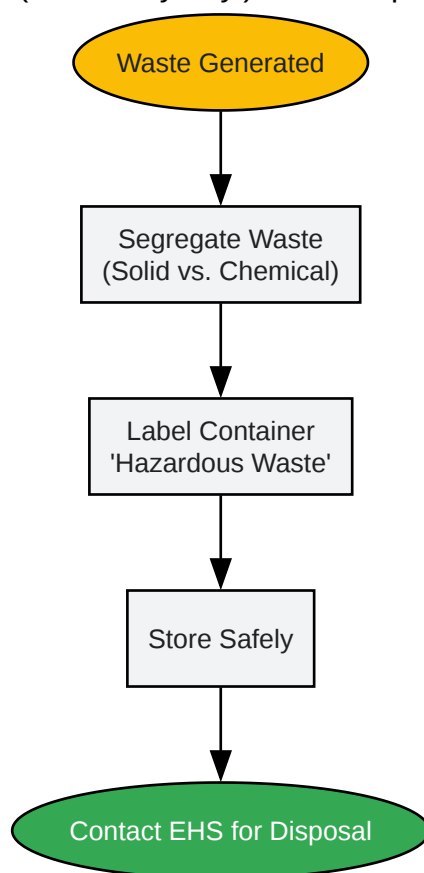 Waste Generated
Segregate Waste
(Solid vs. Chemical)
Label Container
'Hazardous Waste'
Store Safely
Contact EHS for Disposal